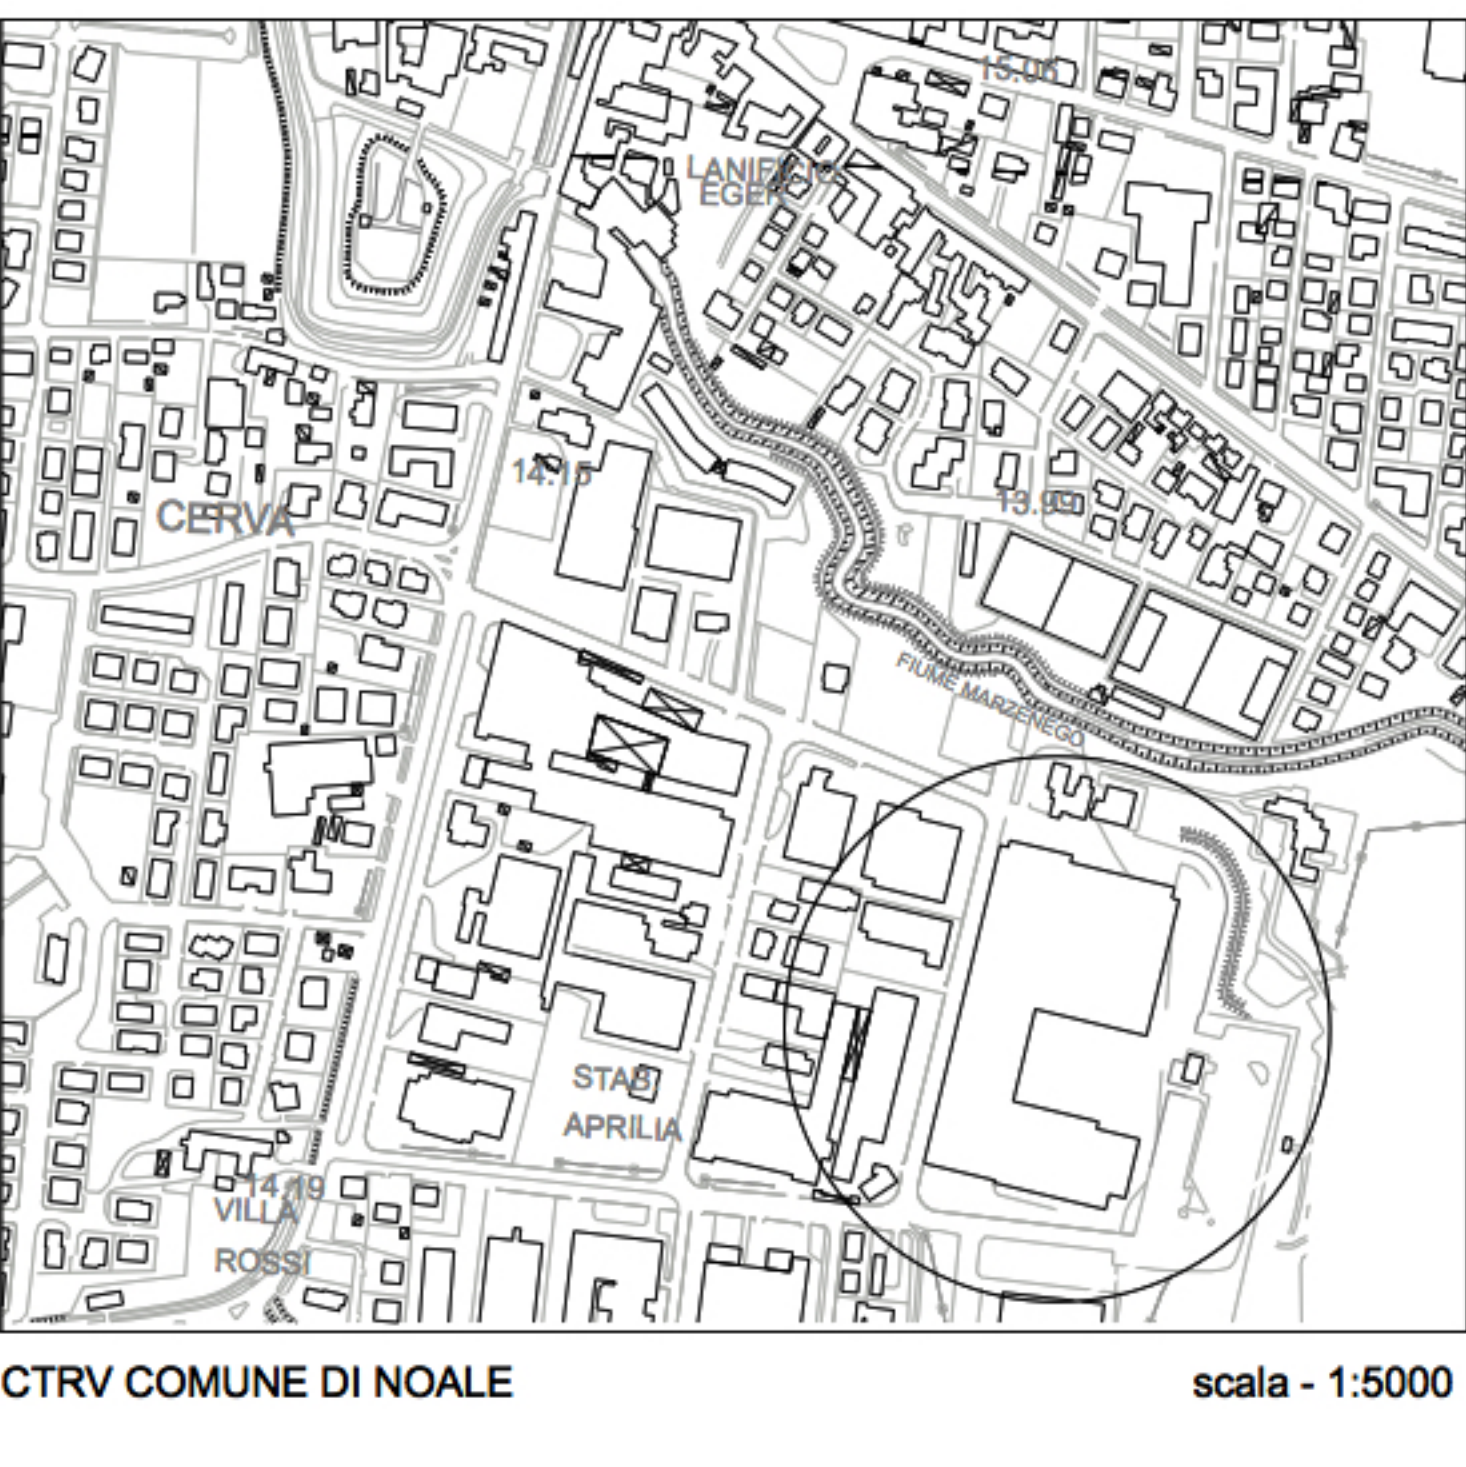 15.06
LANIFICIO
EGER
14.15
13.99
CERVA
FIUME MARZENEGO
STAB.
APRILIA
14.19
VILLA
ROSSI
CTRV COMUNE DI NOALE
scala - 1:5000